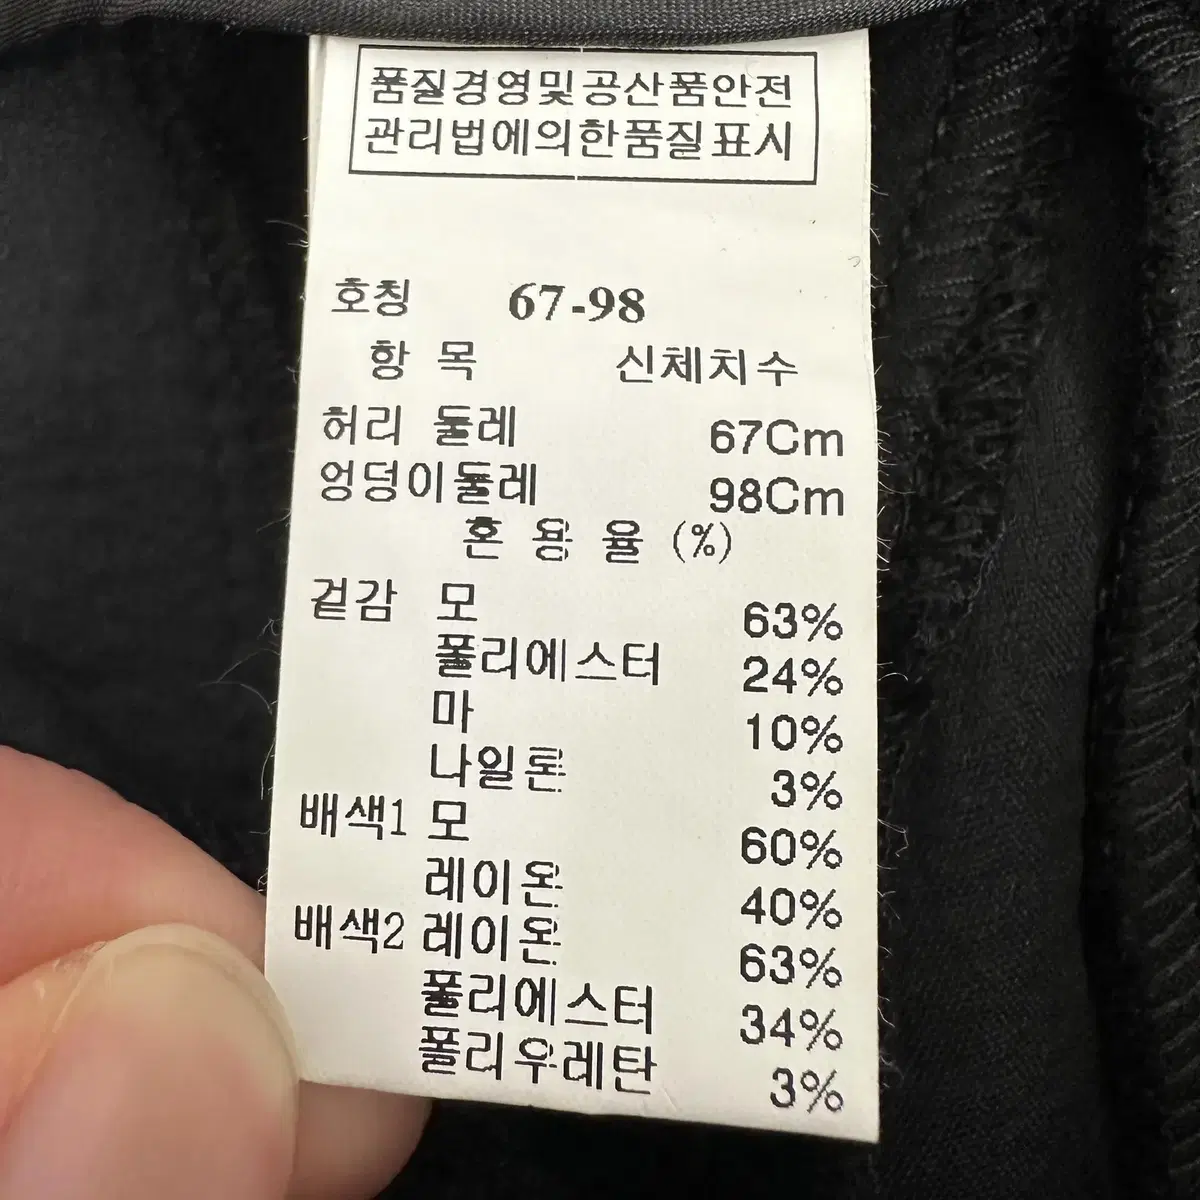 품질경영및공산품안전
관리법에의한품질표시
호칭 67-98
항 목 신체치수
허리 둘레 67Cm
엉덩이둘레 98Cm
혼 용 율 (%)
겉감 모 63%
폴리에스터 24%
마 10%
나일론 3%
배색1 모 60%
레이온 40%
배색2 레이온 63%
폴리에스터 34%
폴리우레탄 3%